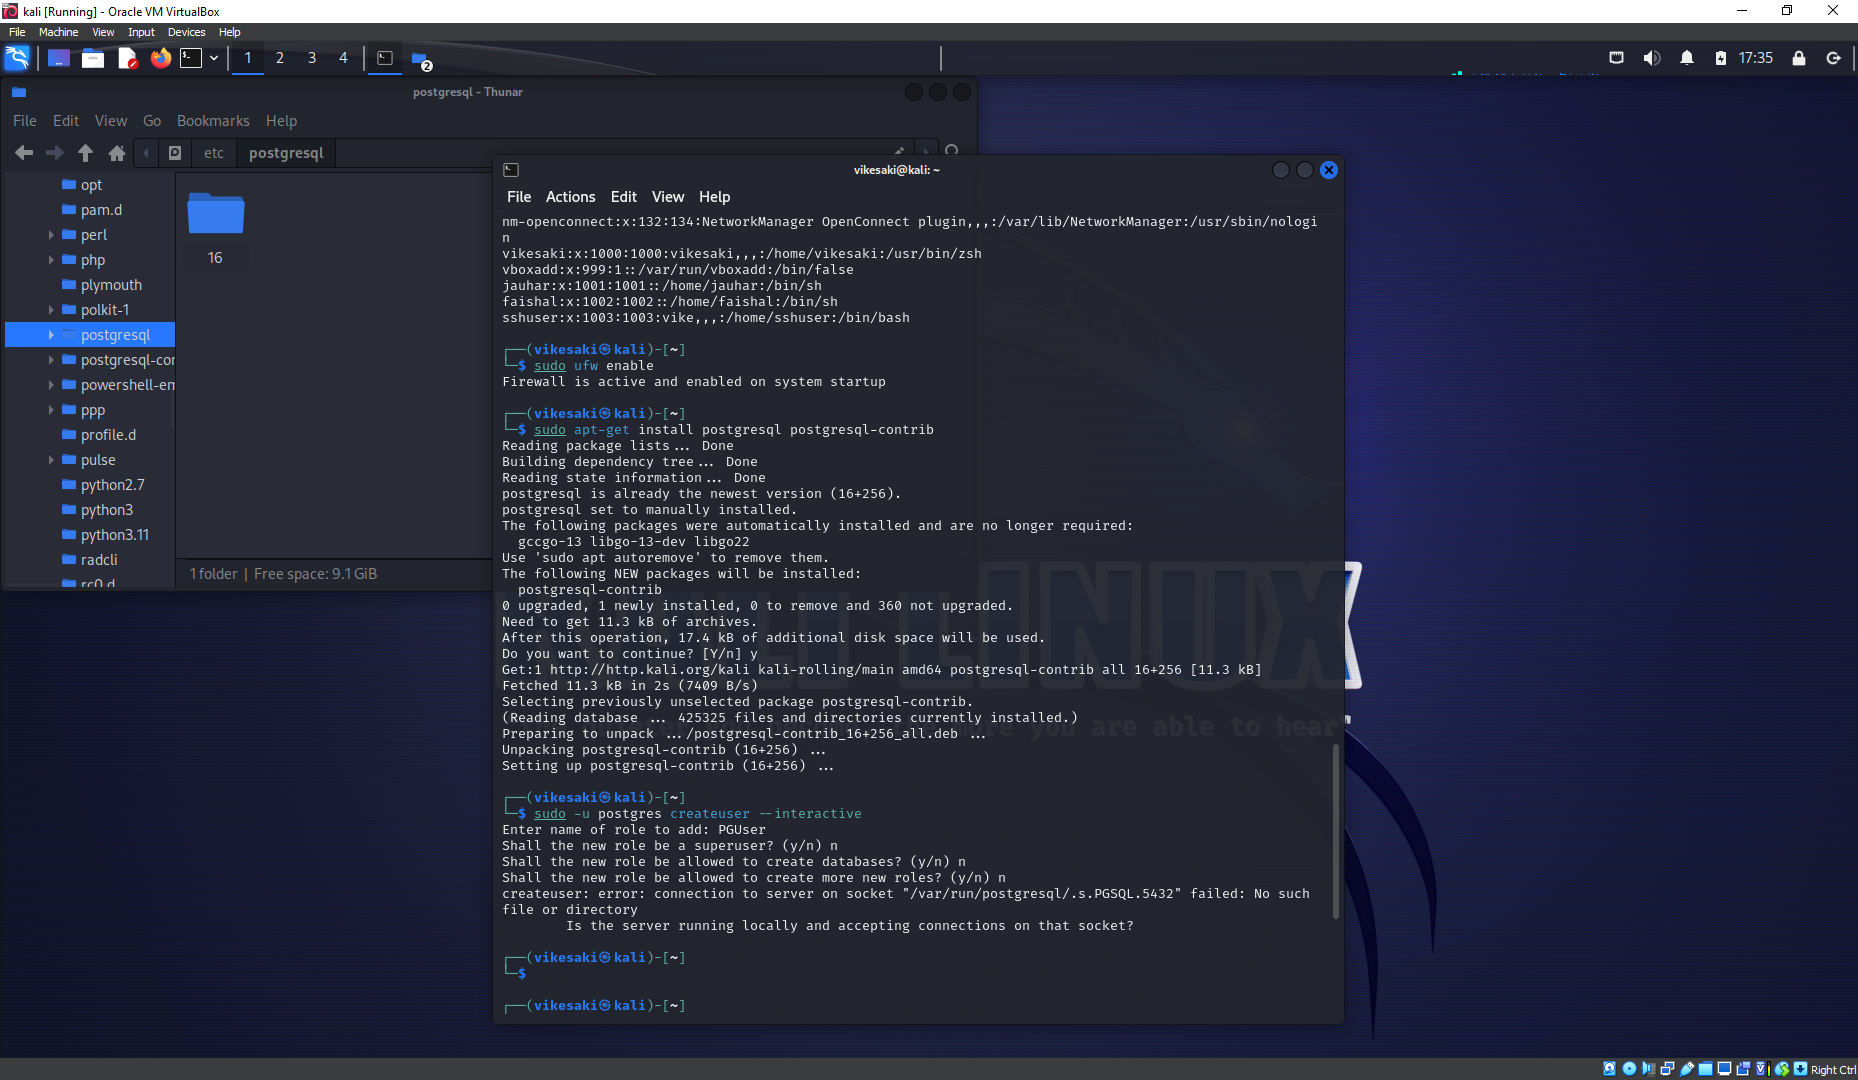 kali [Running] - Oracle VM VirtualBox
File Machine View Input Devices Help
1 2 3 4
2
17:35
postgresql - Thunar
File Edit View Go Bookmarks Help
etc postgresql
opt
pam.d
perl
php
plymouth
polkit-1
postgresql
postgresql-cor
powershell-em
ppp
profile.d
pulse
python2.7
python3
python3.11
radcli
rc0.d
16
1 folder | Free space: 9.1 GiB
vikesaki@kali: ~
File Actions Edit View Help
nm-openconnect:x:132:134:NetworkManager OpenConnect plugin,,,:/var/lib/NetworkManager:/usr/sbin/nologi
n
vikesaki:x:1000:1000:vikesaki,,,:/home/vikesaki:/usr/bin/zsh
vboxadd:x:999:1::/var/run/vboxadd:/bin/false
jauhar:x:1001:1001::/home/jauhar:/bin/sh
faishal:x:1002:1002::/home/faishal:/bin/sh
sshuser:x:1003:1003:vike,,,:/home/sshuser:/bin/bash
┌──(vikesaki㉿kali)-[~]
└─$ sudo ufw enable
Firewall is active and enabled on system startup
┌──(vikesaki㉿kali)-[~]
└─$ sudo apt-get install postgresql postgresql-contrib
Reading package lists... Done
Building dependency tree... Done
Reading state information... Done
postgresql is already the newest version (16+256).
postgresql set to manually installed.
The following packages were automatically installed and are no longer required:
gccgo-13 libgo-13-dev libgo22
Use 'sudo apt autoremove' to remove them.
The following NEW packages will be installed:
postgresql-contrib
0 upgraded, 1 newly installed, 0 to remove and 360 not upgraded.
Need to get 11.3 kB of archives.
After this operation, 17.4 kB of additional disk space will be used.
Do you want to continue? [Y/n] y
Get:1 http://http.kali.org/kali kali-rolling/main amd64 postgresql-contrib all 16+256 [11.3 kB]
Fetched 11.3 kB in 2s (7409 B/s)
Selecting previously unselected package postgresql-contrib.
(Reading database ... 425325 files and directories currently installed.)
Preparing to unpack .../postgresql-contrib_16+256_all.deb ...
Unpacking postgresql-contrib (16+256) ...
Setting up postgresql-contrib (16+256) ...
┌──(vikesaki㉿kali)-[~]
└─$ sudo -u postgres createuser --interactive
Enter name of role to add: PGUser
Shall the new role be a superuser? (y/n) n
Shall the new role be allowed to create databases? (y/n) n
Shall the new role be allowed to create more new roles? (y/n) n
createuser: error: connection to server on socket "/var/run/postgresql/.s.PGSQL.5432" failed: No such
file or directory
Is the server running locally and accepting connections on that socket?
┌──(vikesaki㉿kali)-[~]
└─$
┌──(vikesaki㉿kali)-[~]
LINUX
you are able to hear"
Right Ctrl